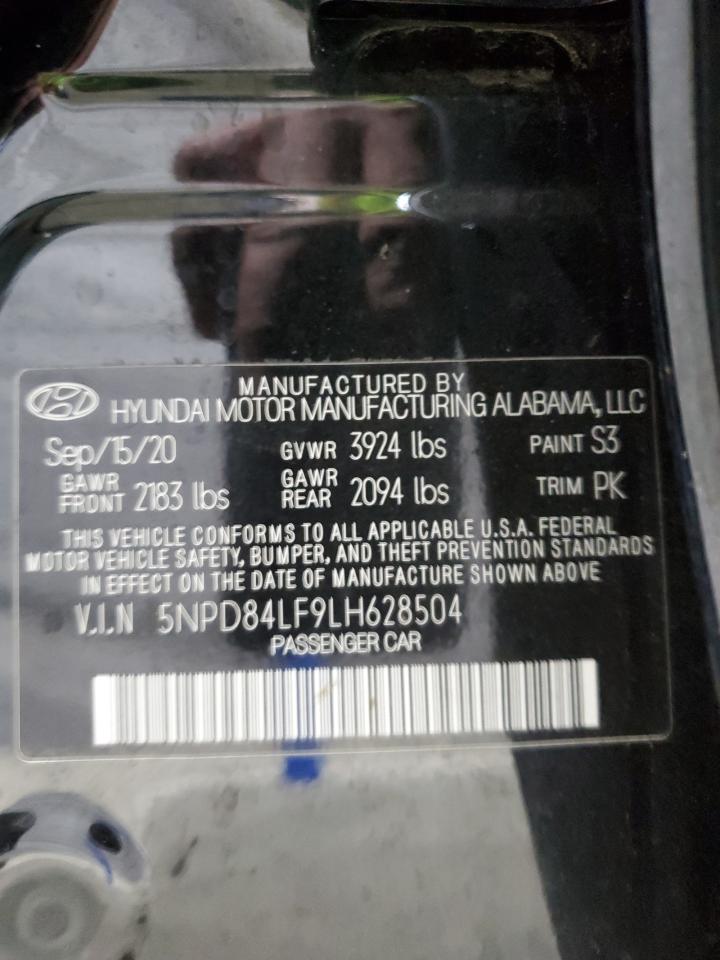 MANUFACTURED BY
HYUNDAI MOTOR MANUFACTURING ALABAMA, LLC
Sep/15/20 GVWR 3924 lbs PAINT S3
GAWR FRONT 2183 lbs GAWR REAR 2094 lbs TRIM PK
THIS VEHICLE CONFORMS TO ALL APPLICABLE U.S.A. FEDERAL
MOTOR VEHICLE SAFETY, BUMPER, AND THEFT PREVENTION STANDARDS
IN EFFECT ON THE DATE OF MANUFACTURE SHOWN ABOVE
V.I.N 5NPD84LF9LH628504
PASSENGER CAR